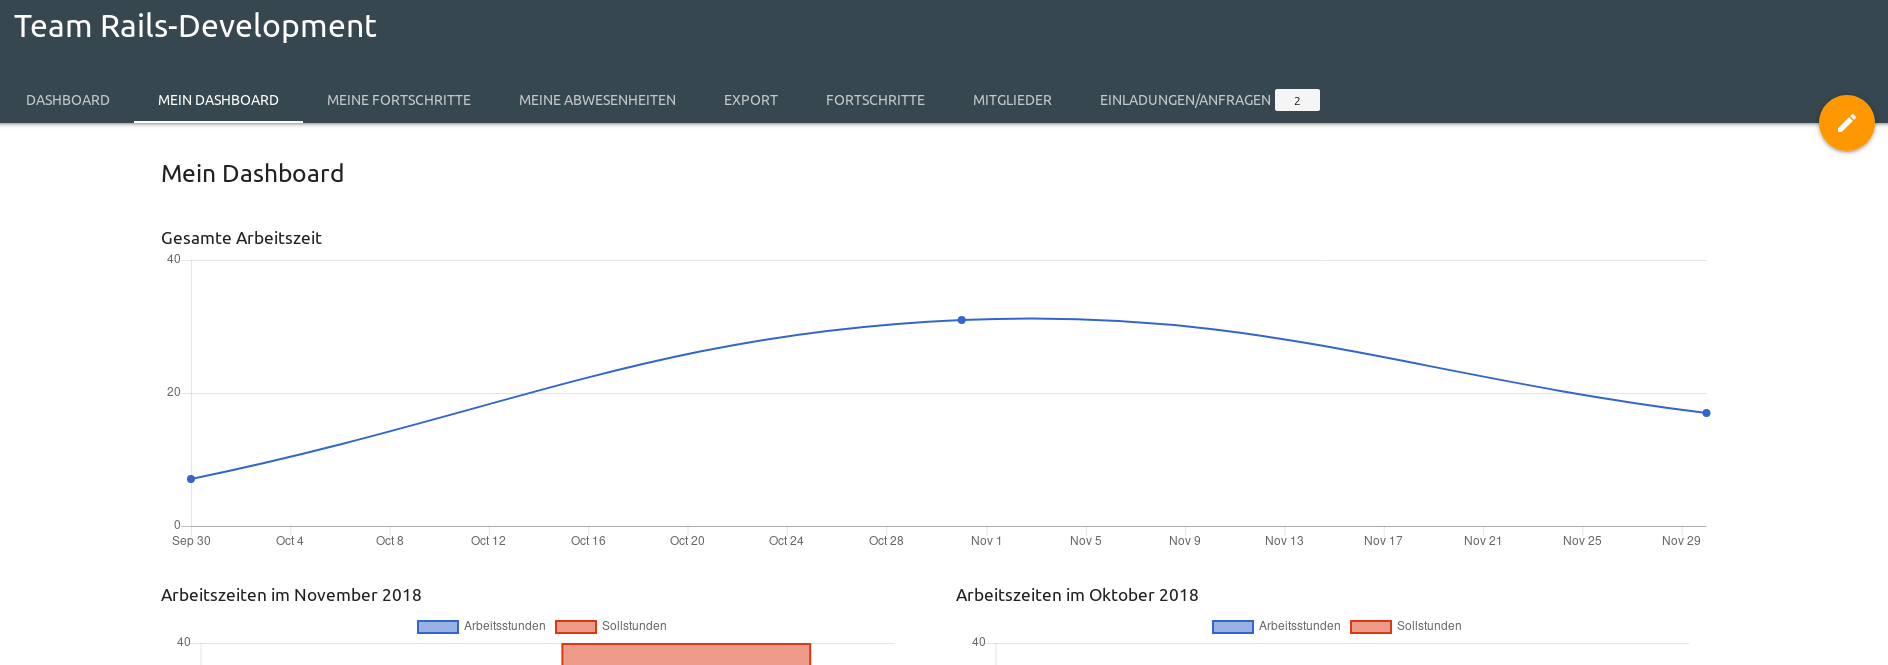 Team Rails-Development
DASHBOARD MEIN DASHBOARD MEINE FORTSCHRITTE MEINE ABWESENHEITEN EXPORT FORTSCHRITTE MITGLIEDER EINLADUNGEN/ANFRAGEN 2
Mein Dashboard
Gesamte Arbeitszeit
40
20
0
Sep 30 Oct 4 Oct 8 Oct 12 Oct 16 Oct 20 Oct 24 Oct 28 Nov 1 Nov 5 Nov 9 Nov 13 Nov 17 Nov 21 Nov 25 Nov 29
Arbeitszeiten im November 2018
Arbeitsstunden Sollstunden
40
Arbeitszeiten im Oktober 2018
Arbeitsstunden Sollstunden
40